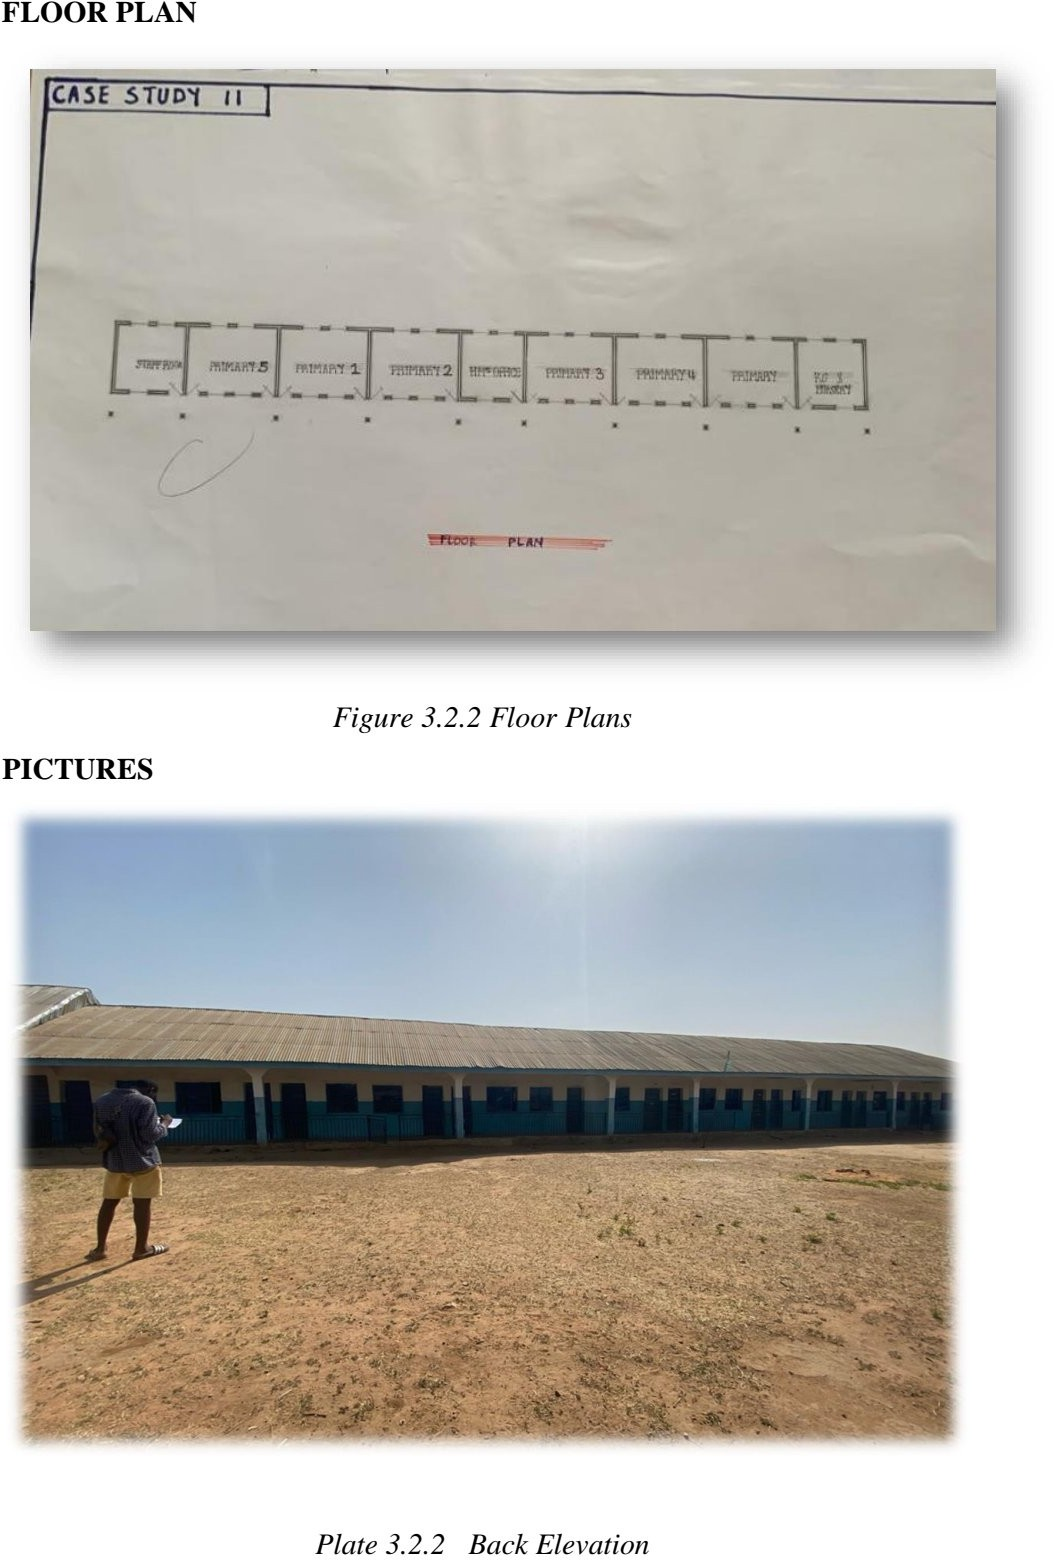 FLOOR PLAN
CASE STUDY II
STAFF ROOM
PRIMARY 5
PRIMARY 1
PRIMARY 2
OFFICE
PRIMARY 3
PRIMARY 4
PRIMARY
NURSERY
FLOOR PLAN
Figure 3.2.2 Floor Plans
PICTURES
Plate 3.2.2 Back Elevation